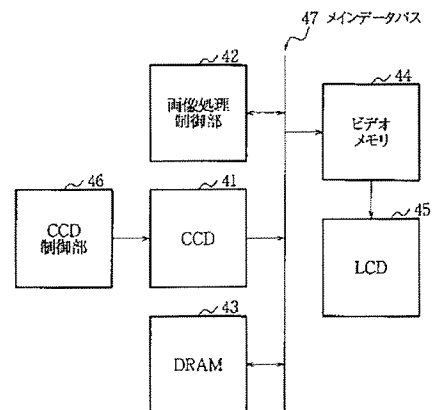 47 メインデータバス
42
画像処理
制御部
44
ビデオ
メモリ
46
CCD
制御部
41
CCD
45
LCD
43
DRAM